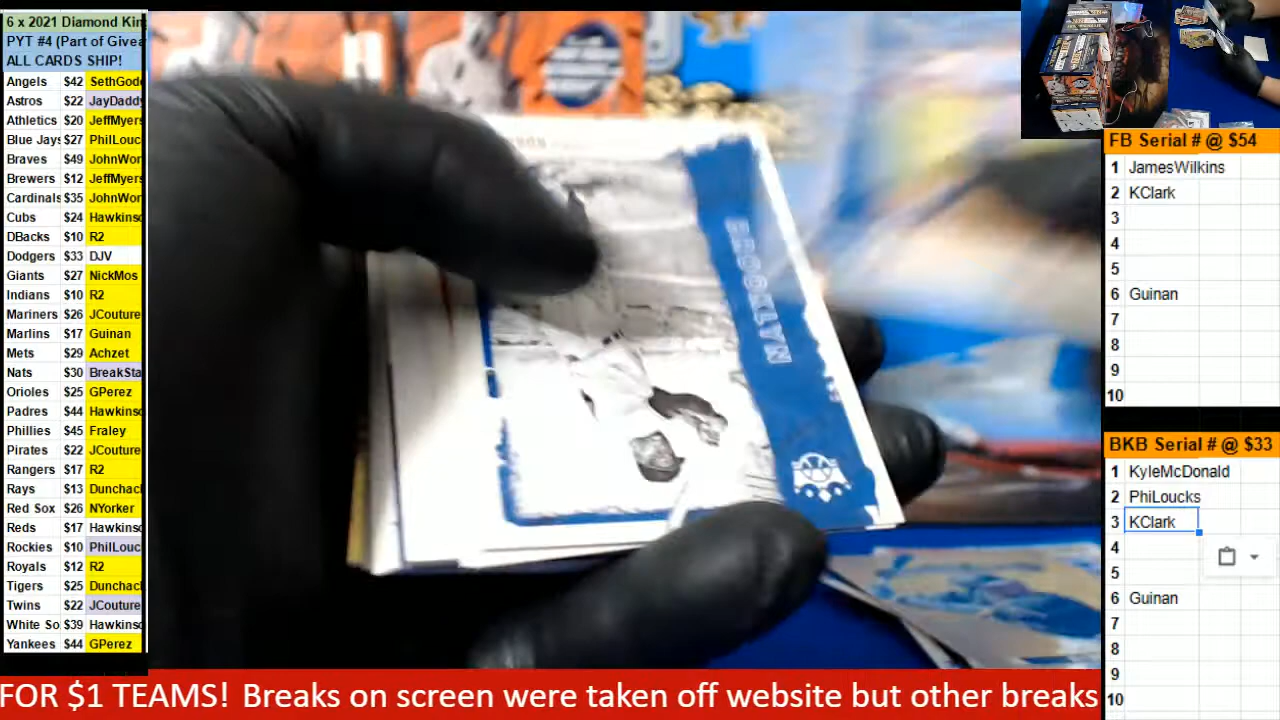 6 x 2021 Diamond Kin
PYT #4 (Part of Givea
ALL CARDS SHIP!
Angels $42 SethGod
Astros $22 JayDaddy
Athletics $20 JeffMyers
Blue Jays $27 PhilLouc
Braves $49 JohnWor
Brewers $12 JeffMyers
Cardinals $35 JohnWor
Cubs $24 Hawkinso
DBacks $10 R2
Dodgers $33 DJV
Giants $27 NickMos
Indians $10 R2
Mariners $26 JCouture
Marlins $17 Guinan
Mets $29 Achzet
Nats $30 BreakSta
Orioles $25 GPerez
Padres $44 Hawkinso
Phillies $45 Fraley
Pirates $22 JCouture
Rangers $17 R2
Rays $13 Dunchac
Red Sox $26 NYorker
Reds $17 Hawkinso
Rockies $10 PhilLouc
Royals $12 R2
Tigers $25 Dunchac
Twins $22 JCouture
White So $39 Hawkinso
Yankees $44 GPerez
BROOKLYN
FB Serial # @ $54
1 JamesWilkins
2 KClark
3
4
5
6 Guinan
7
8
9
10
BKB Serial # @ $33
1 KyleMcDonald
2 PhiLoucks
3 KClark
4
5
6 Guinan
7
8
9
10
FOR $1 TEAMS! Breaks on screen were taken off website but other breaks